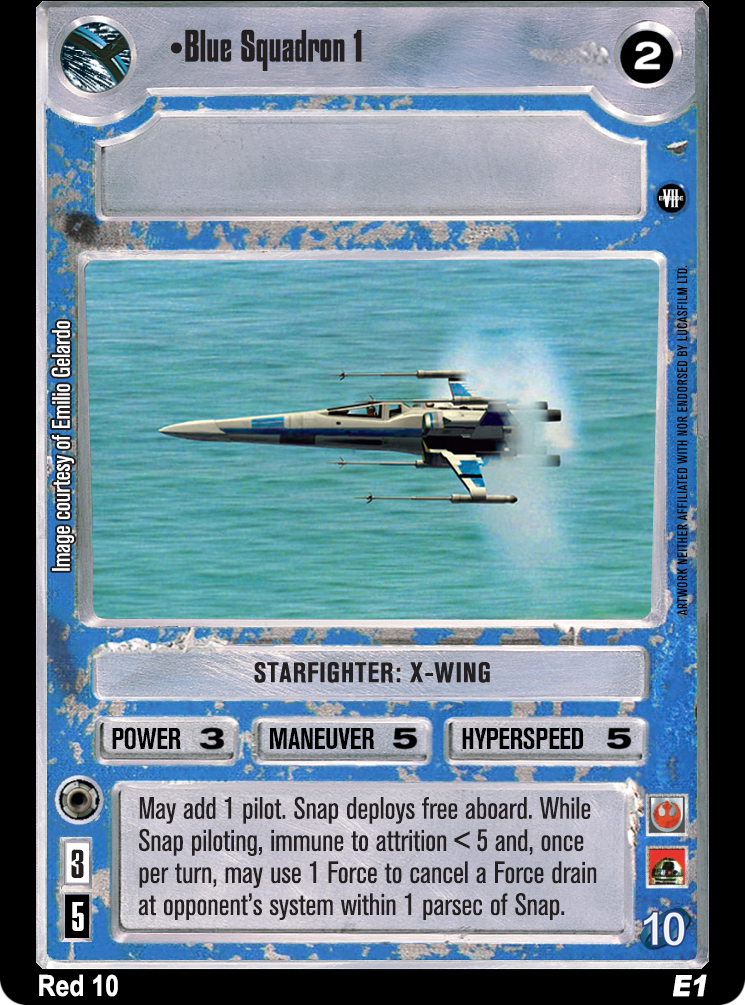 •Blue Squadron 1
2
EPISODE
VII
Image courtesy of Emilio Gelardo
ARTWORK NEITHER AFFILIATED WITH NOR ENDORSED BY LUCASFILM LTD.
STARFIGHTER: X-WING
POWER 3
MANEUVER 5
HYPERSPEED 5
May add 1 pilot. Snap deploys free aboard. While
Snap piloting, immune to attrition < 5 and, once
per turn, may use 1 Force to cancel a Force drain
at opponent's system within 1 parsec of Snap.
3
5
10
Red 10
E1